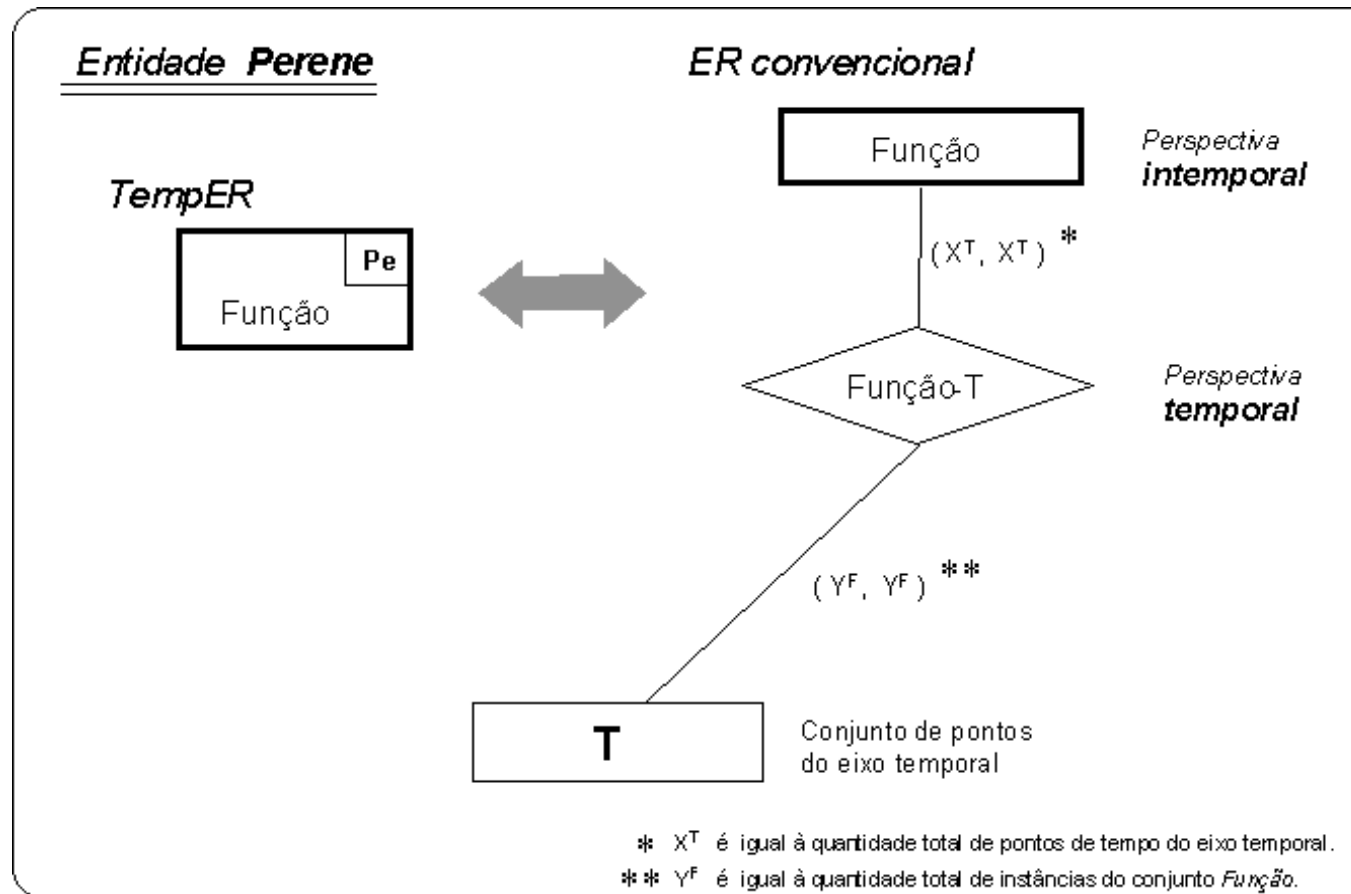 Entidade Perene
ER convencional
Função
Perspectiva
intemporal
TempER
Pe
Função
( Xᵀ, Xᵀ ) *
Função-T
Perspectiva
temporal
( Yᶠ, Yᶠ ) **
T
Conjunto de pontos
do eixo temporal
* Xᵀ é igual à quantidade total de pontos de tempo do eixo temporal.
** Yᶠ é igual à quantidade total de instâncias do conjunto Função.